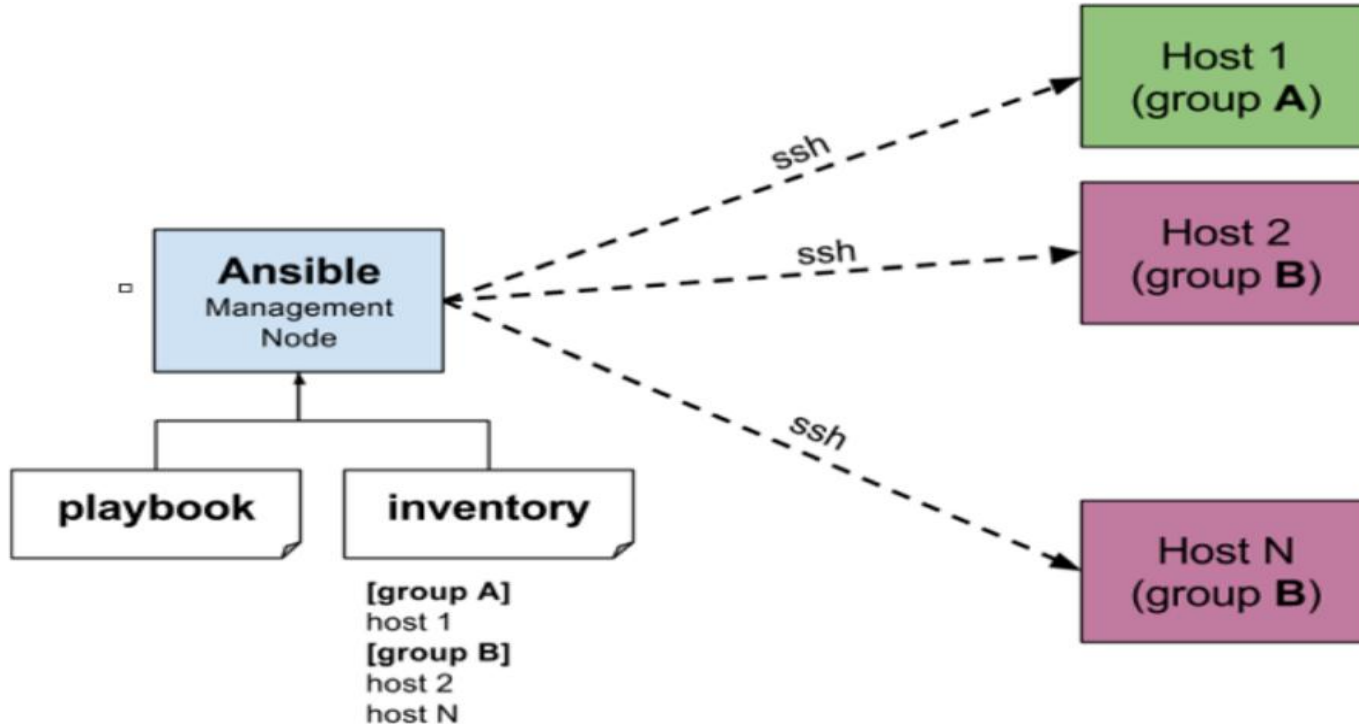 Host 1
(group A)
ssh
Host 2
(group B)
ssh
Ansible
Management
Node
ssh
playbook
inventory
Host N
(group B)
[group A]
host 1
[group B]
host 2
host N